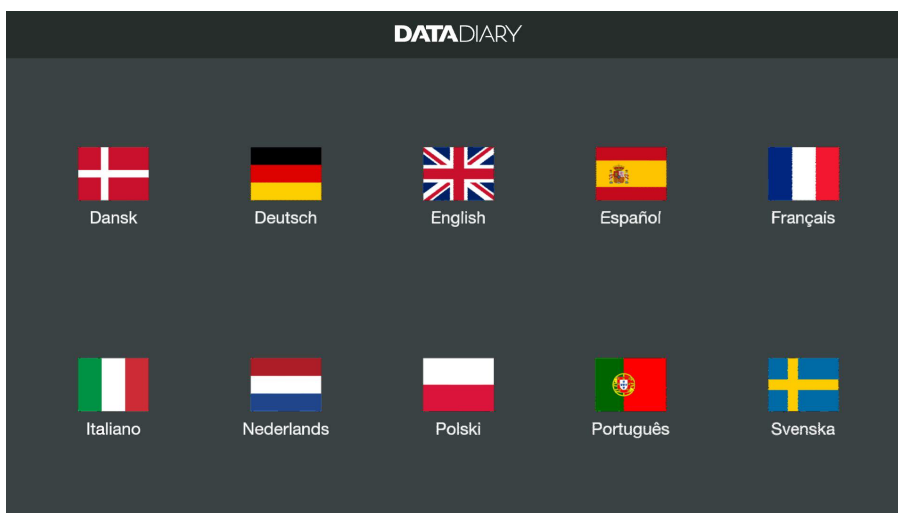 DATADIARY
Dansk
Deutsch
English
Español
Français
Italiano
Nederlands
Polski
Português
Svenska